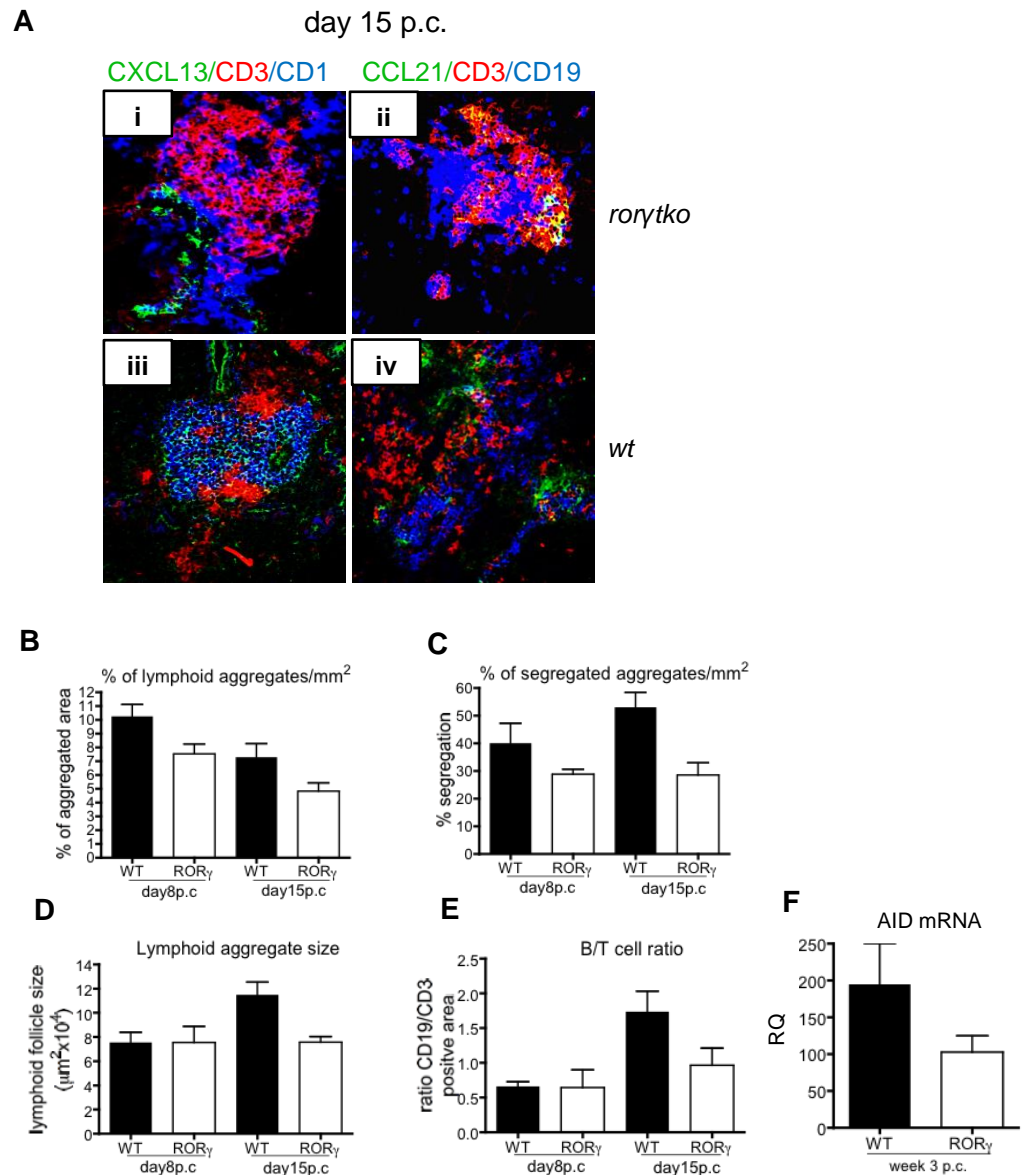 A
day 15 p.c.
CXCL13/CD3/CD1
CCL21/CD3/CD19
i
ii
rorγtko
iii
iv
wt
B
% of lymphoid aggregates/mm²
% of aggregated area
12
11
10
9
8
7
6
5
4
3
2
1
0
WT
RORγ
WT
RORγ
day8p.c
day15p.c
C
% of segregated aggregates/mm²
% segregation
60
50
40
30
20
10
0
WT
RORγ
WT
RORγ
day8p.c
day15p.c
D
Lymphoid aggregate size
lymphoid follicle size
(µm²x10⁴)
14
12
10
8
6
4
2
0
WT
RORγ
WT
RORγ
day8p.c
day15p.c
E
B/T cell ratio
ratio CD19/CD3
positve area
2.5
2.0
1.5
1.0
0.5
0.0
WT
RORγ
WT
RORγ
day8p.c
day15p.c
F
AID mRNA
RQ
250
200
150
100
50
0
WT
RORγ
week 3 p.c.